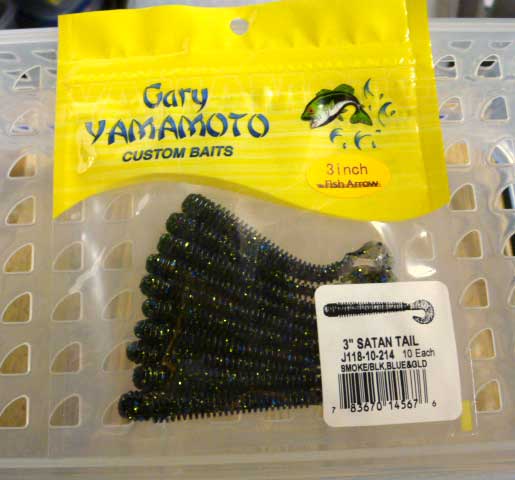 Gary
YAMAMOTO
CUSTOM BAITS
3inch
Fish Arrow
3" SATAN TAIL
J118-10-214 10 Each
SMOKE/BLK,BLUE&GLD
7 83670 14567 6